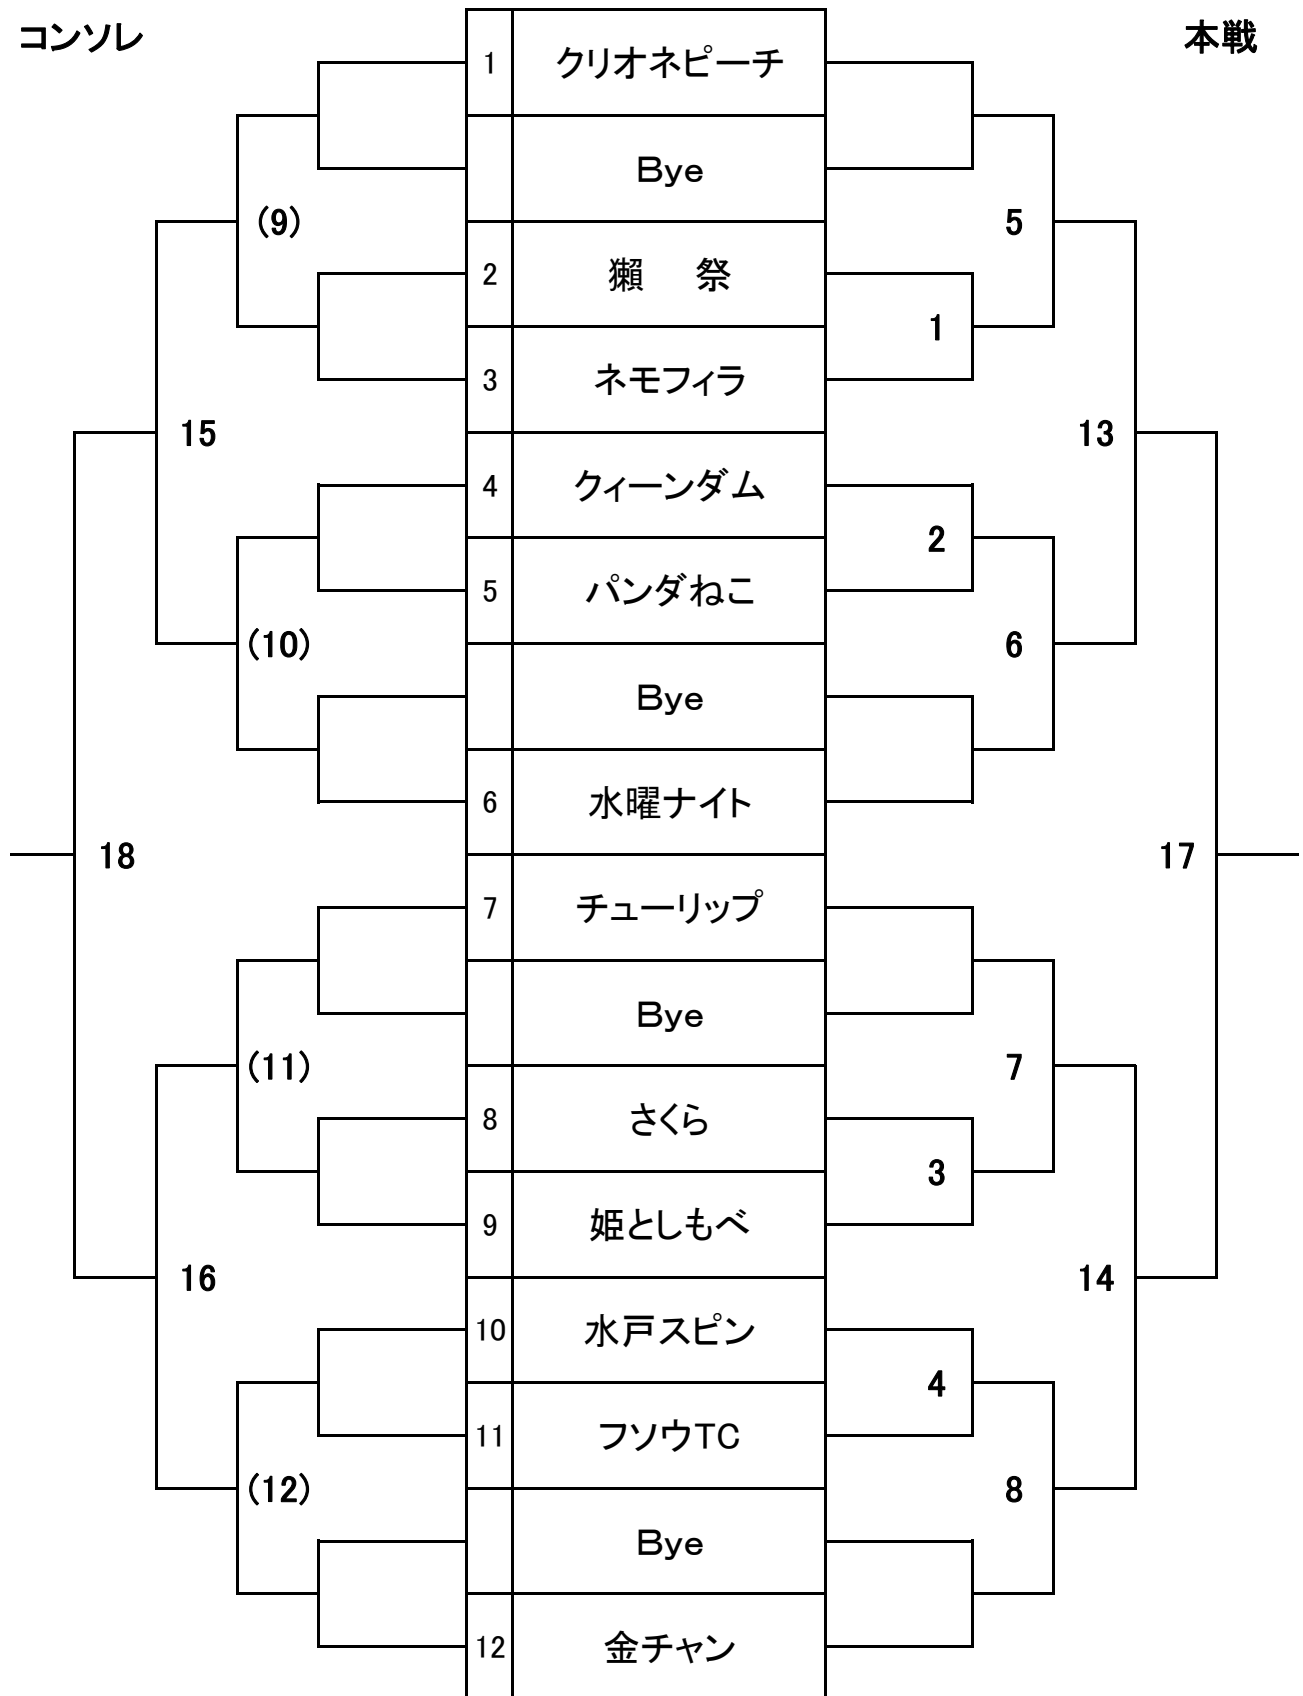 コンソレ
本戦
1 クリオネピーチ
Bye
(9) 5
2 獺 祭
1
3 ネモフィラ
15 13
4 クィーンダム
2
5 パンダねこ
(10) 6
Bye
6 水曜ナイト
18 17
7 チューリップ
Bye
(11) 7
8 さくら
3
9 姫としもべ
16 14
10 水戸スピン
4
11 フソウTC
(12) 8
Bye
12 金チャン